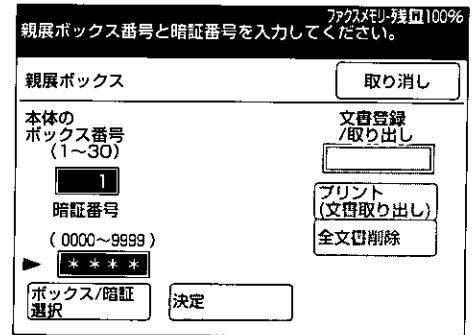 ファクスメモリー残量100%
親展ボックス番号と暗証番号を入力してください。
親展ボックス
取り消し
本体の
ボックス番号
(1〜30)
1
暗証番号
(0000〜9999)
▶ ****
ボックス/暗証
選択
決定
文書登録
/取り出し
プリント
(文書取り出し)
全文書削除